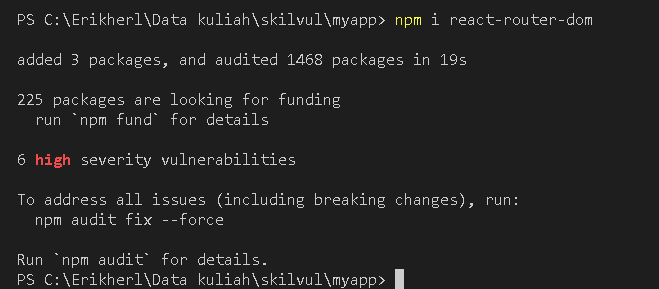 PS C:\Erikherl\Data kuliah\skilvul\myapp> npm i react-router-dom
added 3 packages, and audited 1468 packages in 19s
225 packages are looking for funding
run `npm fund` for details
6 high severity vulnerabilities
To address all issues (including breaking changes), run:
npm audit fix --force
Run `npm audit` for details.
PS C:\Erikherl\Data kuliah\skilvul\myapp>